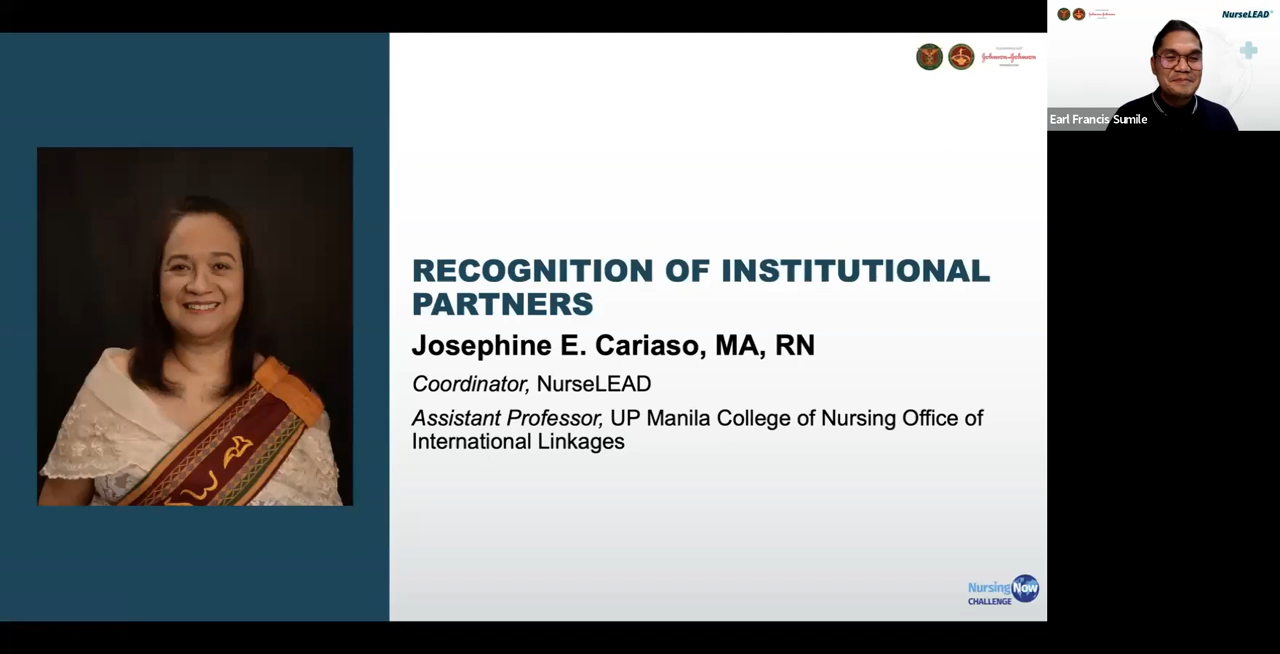 NurseLEAD
Earl Francis Sumile
Johnson & Johnson
RECOGNITION OF INSTITUTIONAL
PARTNERS
Josephine E. Cariaso, MA, RN
Coordinator, NurseLEAD
Assistant Professor, UP Manila College of Nursing Office of
International Linkages
NursingNow
CHALLENGE